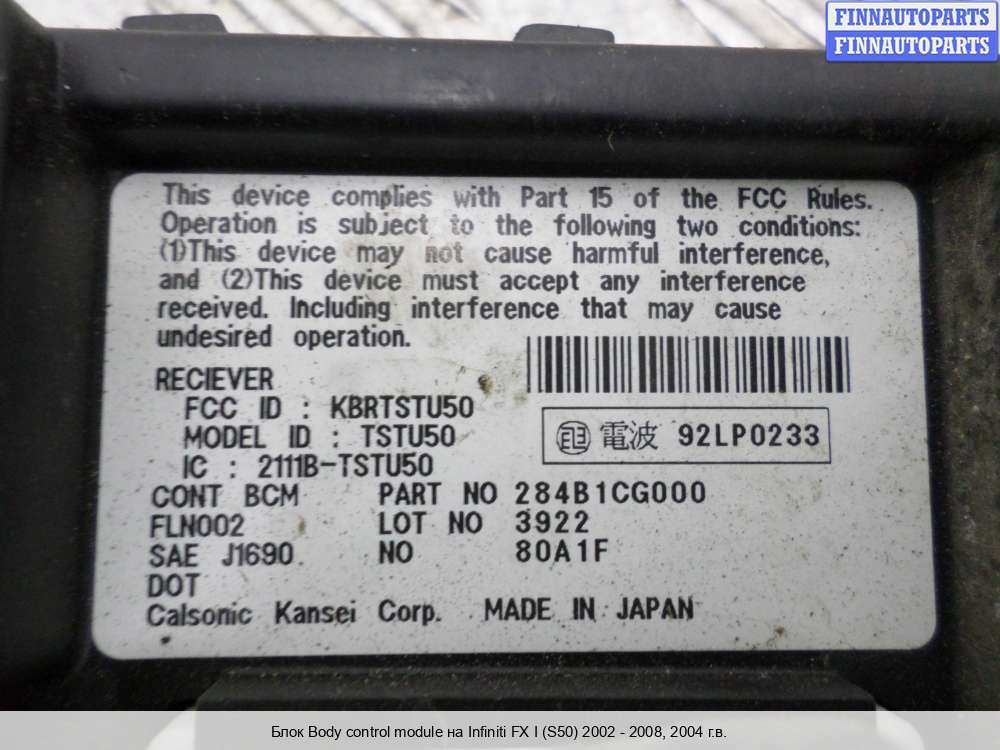 FINNAUTOPARTS
FINNAUTOPARTS
This device complies with Part 15 of the FCC Rules.
Operation is subject to the following two conditions:
(1)This device may not cause harmful interference,
and (2)This device must accept any interference
received. Including interference that may cause
undesired operation.
RECIEVER
FCC ID : KBRTSTU50
MODEL ID : TSTU50
IC : 2111B-TSTU50
電波 92LP0233
CONT BCM PART NO 284B1CG000
FLN002 LOT NO 3922
SAE J1690 NO 80A1F
DOT
Calsonic Kansei Corp. MADE IN JAPAN
Блок Body control module на Infiniti FX I (S50) 2002 - 2008, 2004 г.в.